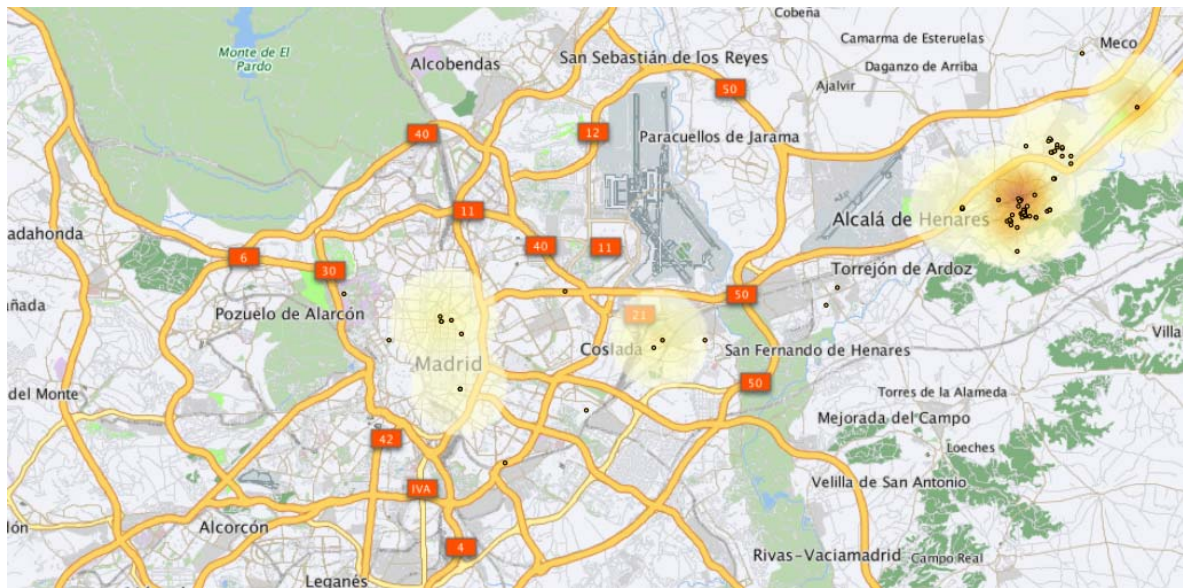 Cobeña
Camarma de Esteruelas
Meco
Monte de El
Pardo
Alcobendas
San Sebastián de los Reyes
Daganzo de Arriba
Ajalvir
50
40
12
Paracuellos de Jarama
11
Alcalá de Henares
adahonda
6
40
11
30
Torrejón de Ardoz
50
añada
Pozuelo de Alarcón
21
Villa
Madrid
Coslada
San Fernando de Henares
50
del Monte
Torres de la Alameda
Mejorada del Campo
42
Loeches
IVA
Velilla de San Antonio
lón
Alcorcón
4
Rivas-Vaciamadrid
Campo Real
Leganés